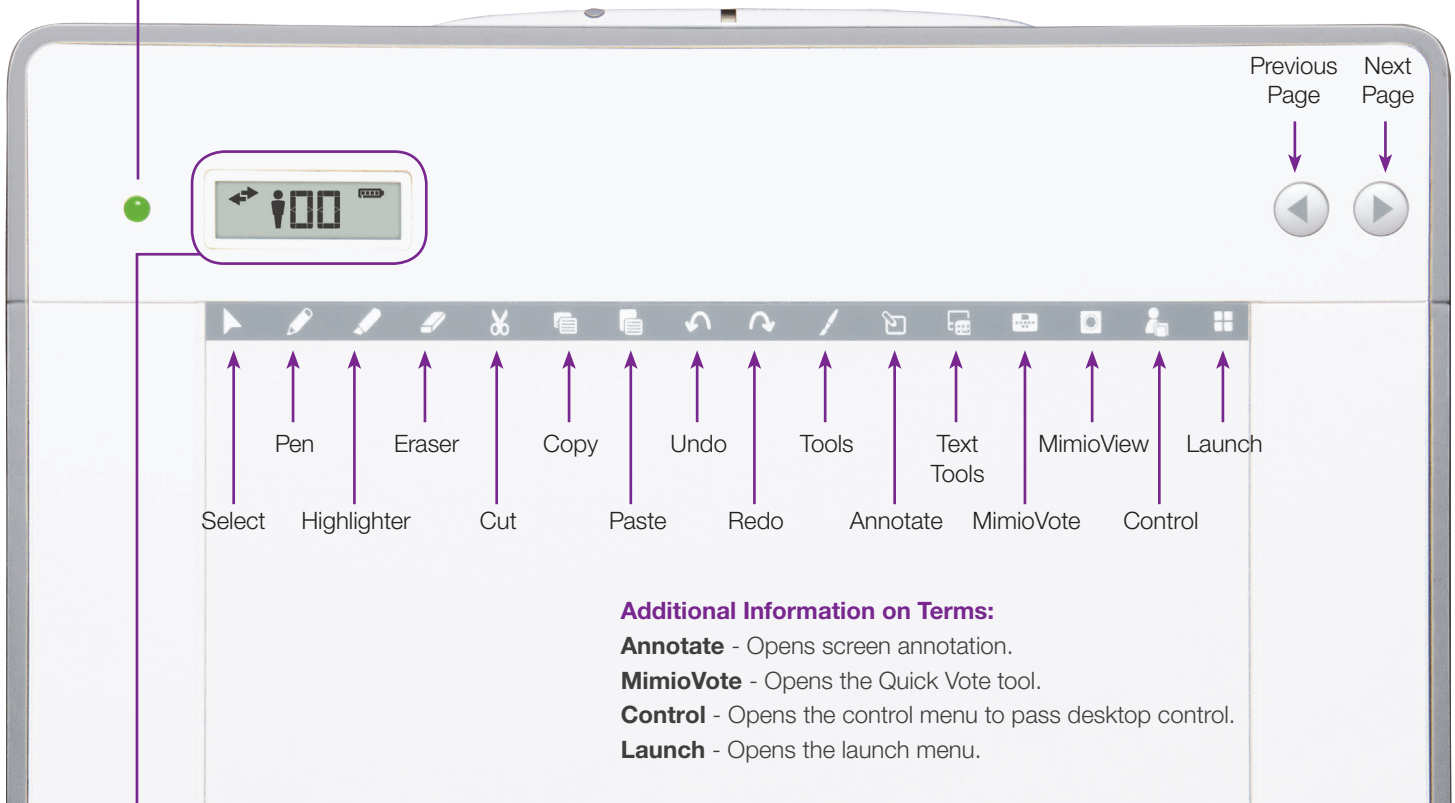 Previous
Page
Next
Page
00
Pen
Eraser
Copy
Undo
Tools
Text
Tools
MimioView
Launch
Select
Highlighter
Cut
Paste
Redo
Annotate
MimioVote
Control
Additional Information on Terms:
Annotate - Opens screen annotation.
MimioVote - Opens the Quick Vote tool.
Control - Opens the control menu to pass desktop control.
Launch - Opens the launch menu.